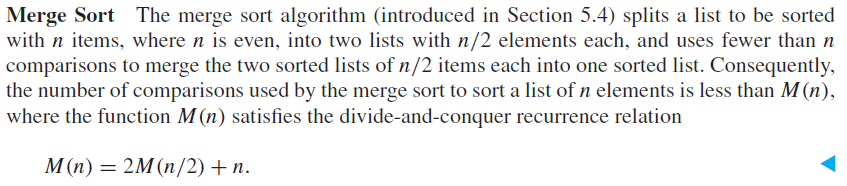 Merge Sort The merge sort algorithm (introduced in Section 5.4) splits a list to be sorted
with n items, where n is even, into two lists with n/2 elements each, and uses fewer than n
comparisons to merge the two sorted lists of n/2 items each into one sorted list. Consequently,
the number of comparisons used by the merge sort to sort a list of n elements is less than M(n),
where the function M(n) satisfies the divide-and-conquer recurrence relation
M(n) = 2M(n/2) + n.